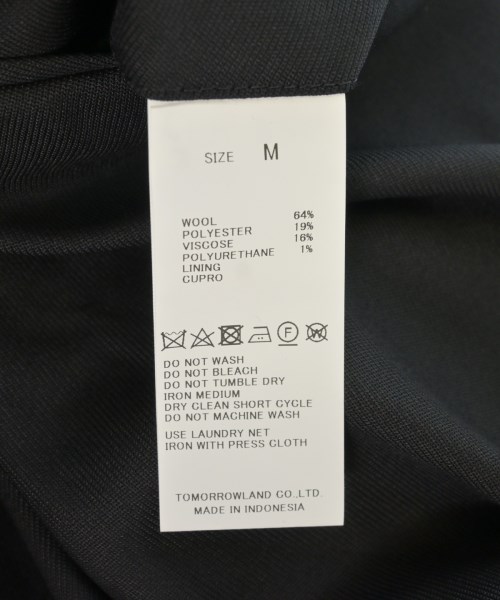 SIZE M
WOOL 64%
POLYESTER 19%
VISCOSE 16%
POLYURETHANE 1%
LINING
CUPRO
F W
DO NOT WASH
DO NOT BLEACH
DO NOT TUMBLE DRY
IRON MEDIUM
DRY CLEAN SHORT CYCLE
DO NOT MACHINE WASH
USE LAUNDRY NET
IRON WITH PRESS CLOTH
TOMORROWLAND CO.,LTD.
MADE IN INDONESIA